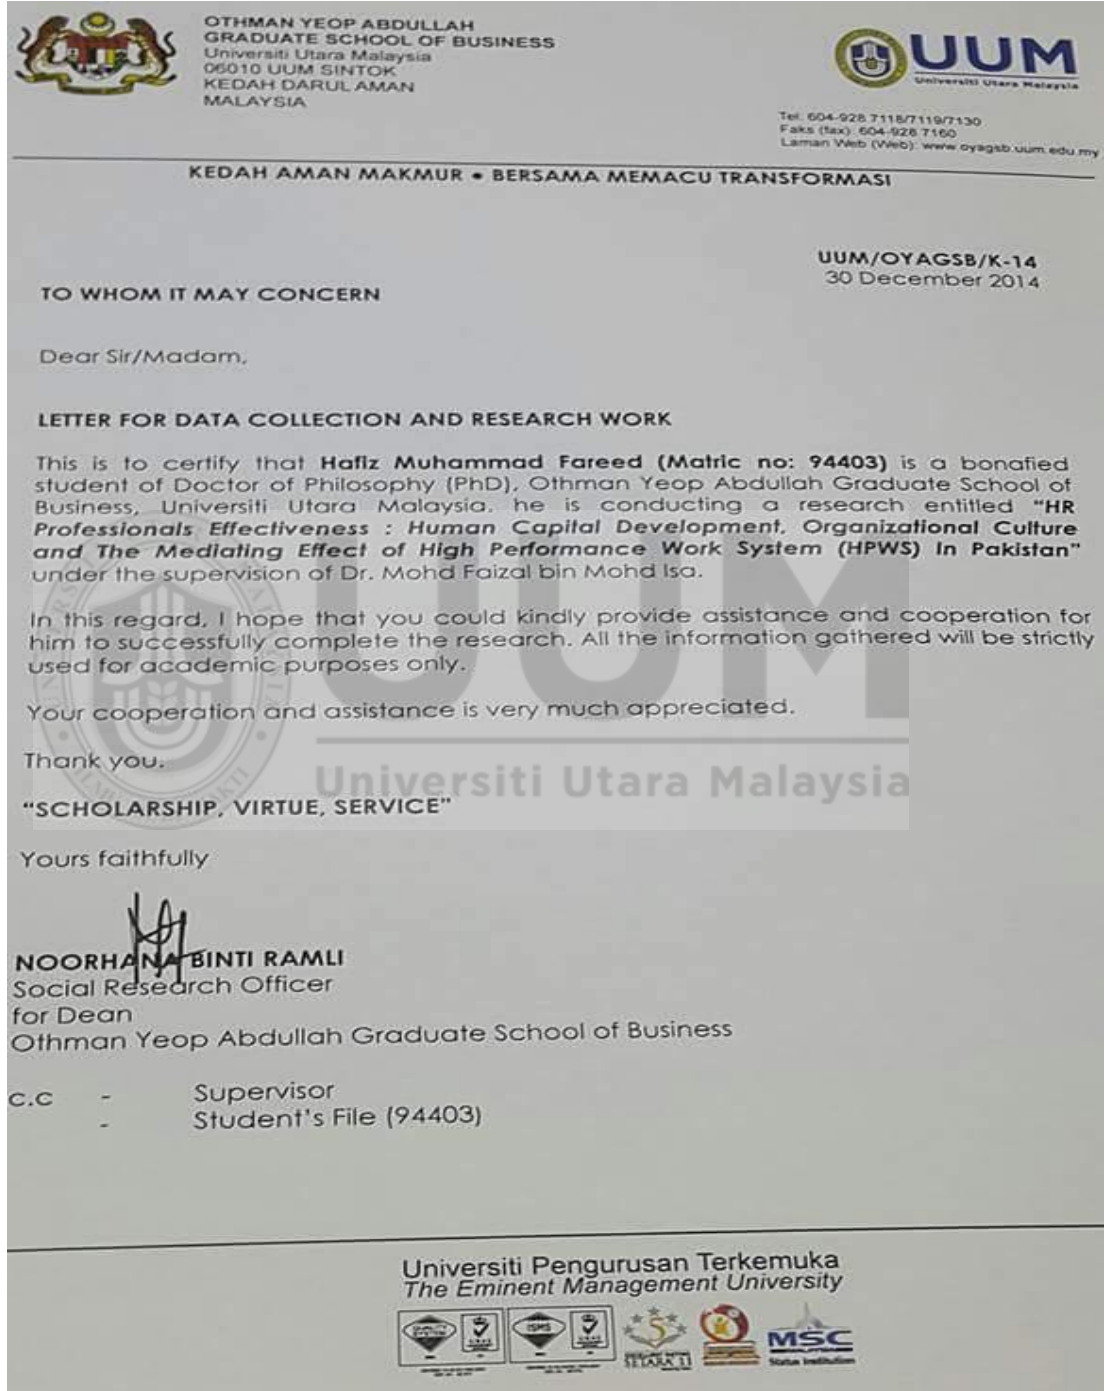 OTHMAN YEOP ABDULLAH
GRADUATE SCHOOL OF BUSINESS
Universiti Utara Malaysia
06010 UUM SINTOK
KEDAH DARUL AMAN
MALAYSIA
UUM
Universiti Utara Malaysia
Tel: 604-928 7118/7119/7130
Faks (fax): 604-928 7160
Laman Web (Web): www.oyagsb.uum.edu.my
KEDAH AMAN MAKMUR • BERSAMA MEMACU TRANSFORMASI
UUM/OYAGSB/K-14
30 December 2014
TO WHOM IT MAY CONCERN
Dear Sir/Madam,
LETTER FOR DATA COLLECTION AND RESEARCH WORK
This is to certify that Hafiz Muhammad Fareed (Matric no: 94403) is a bonafied
student of Doctor of Philosophy (PhD), Othman Yeop Abdullah Graduate School of
Business, Universiti Utara Malaysia. he is conducting a research entitled "HR
Professionals Effectiveness : Human Capital Development, Organizational Culture
and The Mediating Effect of High Performance Work System (HPWS) In Pakistan"
under the supervision of Dr. Mohd Faizal bin Mohd Isa.
In this regard, I hope that you could kindly provide assistance and cooperation for
him to successfully complete the research. All the information gathered will be strictly
used for academic purposes only.
Your cooperation and assistance is very much appreciated.
Thank you.
"SCHOLARSHIP, VIRTUE, SERVICE"
UUM
Universiti Utara Malaysia
Yours faithfully
NOORHANA BINTI RAMLI
Social Research Officer
for Dean
Othman Yeop Abdullah Graduate School of Business
c.c - Supervisor
- Student's File (94403)
Universiti Pengurusan Terkemuka
The Eminent Management University
ISMS
SETARA 11
MSC
Status Institution